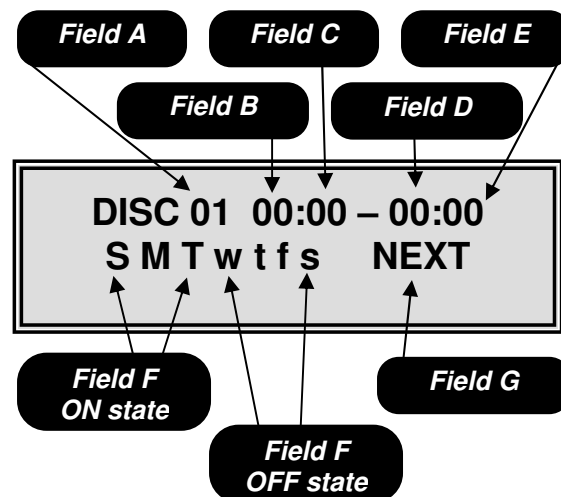 Field A
Field C
Field E
Field B
Field D
DISC 01 00:00 – 00:00
S M T w t f s NEXT
Field F
ON state
Field G
Field F
OFF state